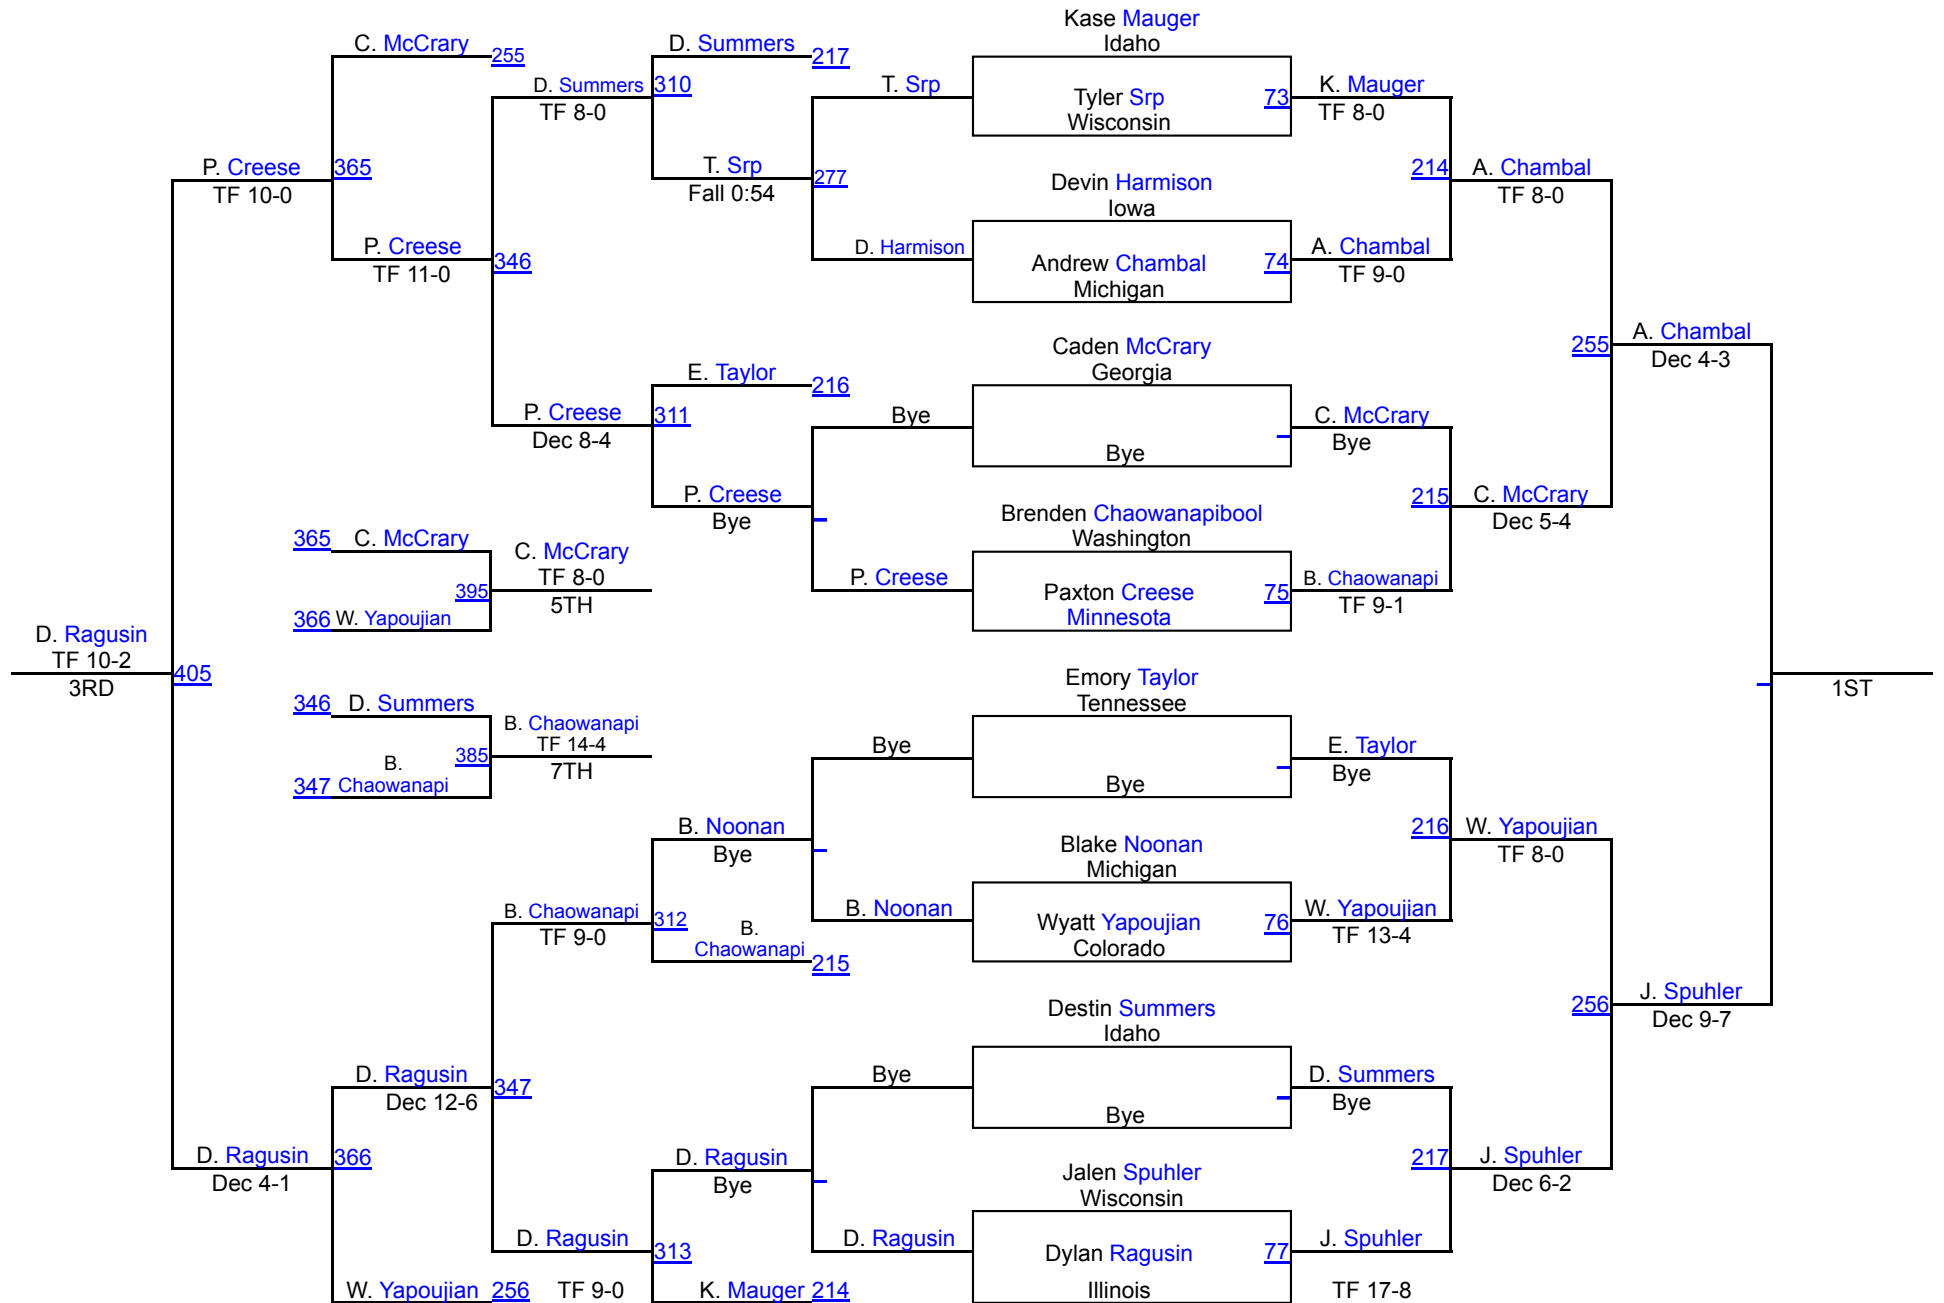 Kase Mauger
C. McCrary
255
D. Summers
217
Idaho
D. Summers
310
T. Srp
Tyler Srp
73
K. Mauger
TF 8-0
Wisconsin
TF 8-0
P. Creese
365
T. Srp
277
Devin Harmison
214
A. Chambal
TF 10-0
Fall 0:54
Iowa
TF 8-0
P. Creese
346
D. Harmison
Andrew Chambal
74
A. Chambal
TF 11-0
Michigan
TF 9-0
Caden McCrary
255
A. Chambal
E. Taylor
216
Georgia
Dec 4-3
P. Creese
311
Bye
C. McCrary
Dec 8-4
Bye
Bye
P. Creese
Brenden Chaowanapibool
215
C. McCrary
Bye
Washington
Dec 5-4
365
C. McCrary
C. McCrary
TF 8-0
395
5TH
366
W. Yapoujian
P. Creese
Paxton Creese
75
B. Chaowanapi
Minnesota
TF 9-1
D. Ragusin
TF 10-2
405
3RD
Emory Taylor
1ST
Tennessee
346
D. Summers
B. Chaowanapi
TF 14-4
385
7TH
B.
347
Chaowanapi
Bye
E. Taylor
Bye
Bye
B. Noonan
Blake Noonan
216
W. Yapoujian
Bye
Michigan
TF 8-0
B. Chaowanapi
312
B. Noonan
Wyatt Yapoujian
76
W. Yapoujian
TF 9-0
B.
Colorado
TF 13-4
Chaowanapi
215
Destin Summers
256
J. Spuhler
Idaho
Dec 9-7
D. Ragusin
347
Bye
D. Summers
Dec 12-6
Bye
Bye
D. Ragusin
366
D. Ragusin
Jalen Spuhler
217
J. Spuhler
Dec 4-1
Bye
Wisconsin
Dec 6-2
D. Ragusin
313
D. Ragusin
Dylan Ragusin
77
J. Spuhler
W. Yapoujian
256
TF 9-0
K. Mauger
214
Illinois
TF 17-8